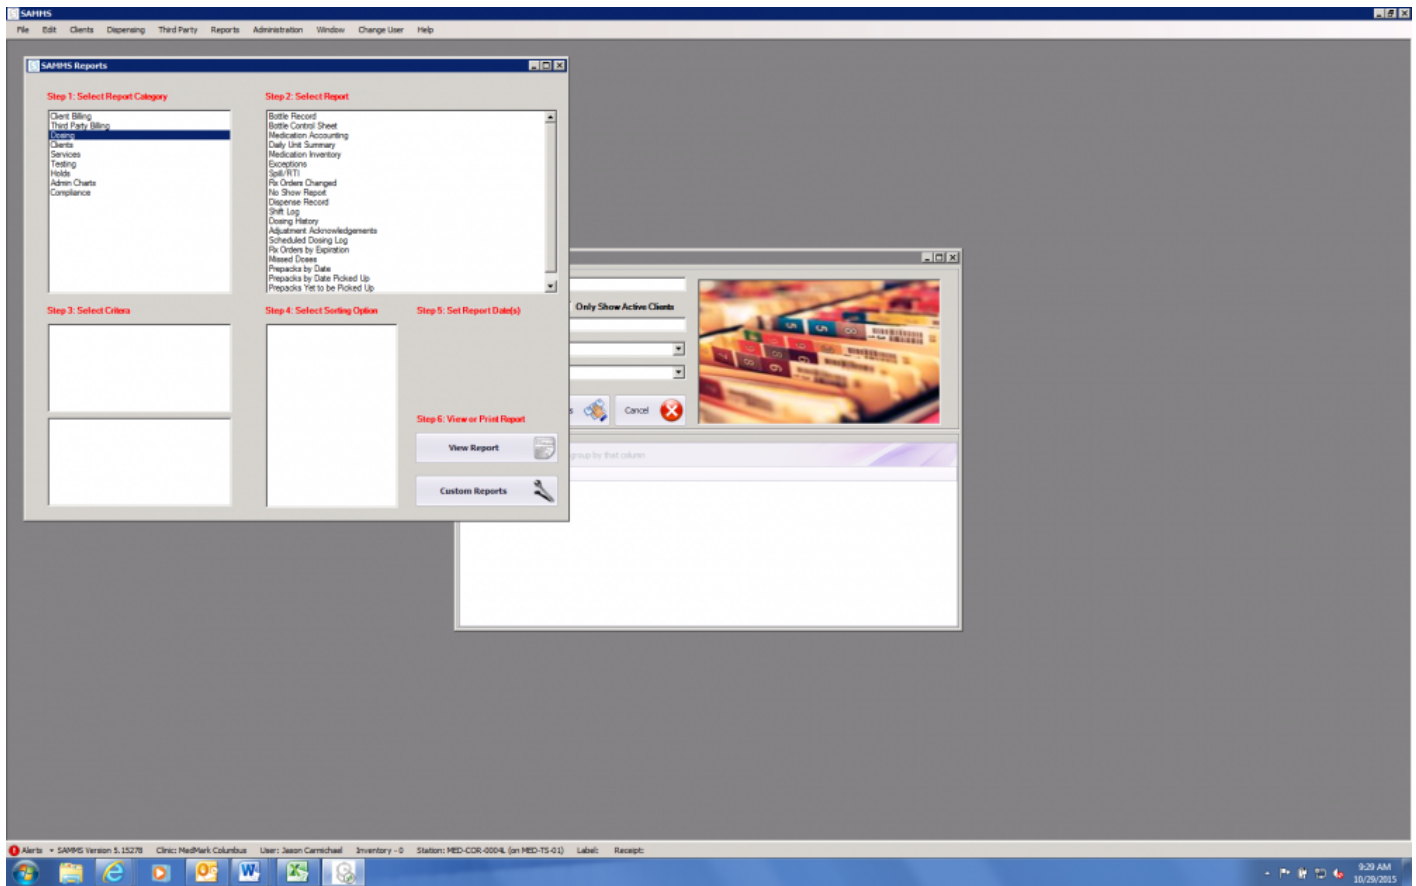 SAMMS
File Edit Clients Dispensing Third Party Reports Administration Window Change User Help
SAMMS Reports
Step 1: Select Report Category
Client Billing
Third Party Billing
Dosing
Clients
Services
Testing
Holds
Admin Charts
Compliance
Step 2: Select Report
Bottle Record
Bottle Control Sheet
Medication Accounting
Daily Unit Summary
Medication Inventory
Exceptions
Spill/RTI
Rx Orders Changed
No Show Report
Dispense Record
Shift Log
Dosing History
Adjustment Acknowledgements
Scheduled Dosing Log
Rx Orders by Expiration
Missed Doses
Prepacks by Date
Prepacks by Date Picked Up
Prepacks Yet to be Picked Up
Step 3: Select Critera
Step 4: Select Sorting Option
Step 5: Set Report Date(s)
Step 6: View or Print Report
View Report
Custom Reports
Only Show Active Clients
s
Cancel
group by that column
Alerts SAMMS Version 5.15278 Clinic: MedMark Columbus User: Jason Carmichael Inventory - 0 Station: MED-COR-0004L (on MED-TS-01) Label: Receipt:
9:29 AM
10/29/2015